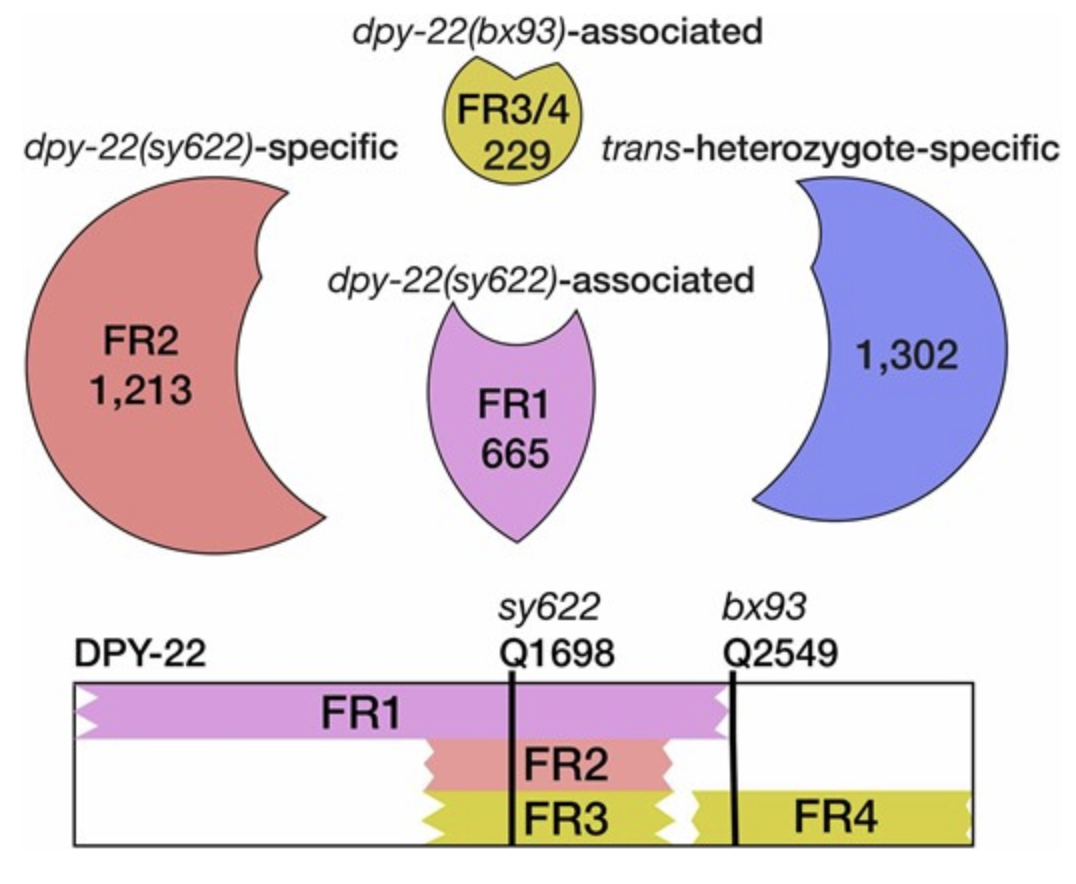 dpy-22(bx93)-associated
FR3/4
229
dpy-22(sy622)-specific
trans-heterozygote-specific
dpy-22(sy622)-associated
FR2
1,213
FR1
665
1,302
sy622
bx93
DPY-22
Q1698
Q2549
FR1
FR2
FR3
FR4